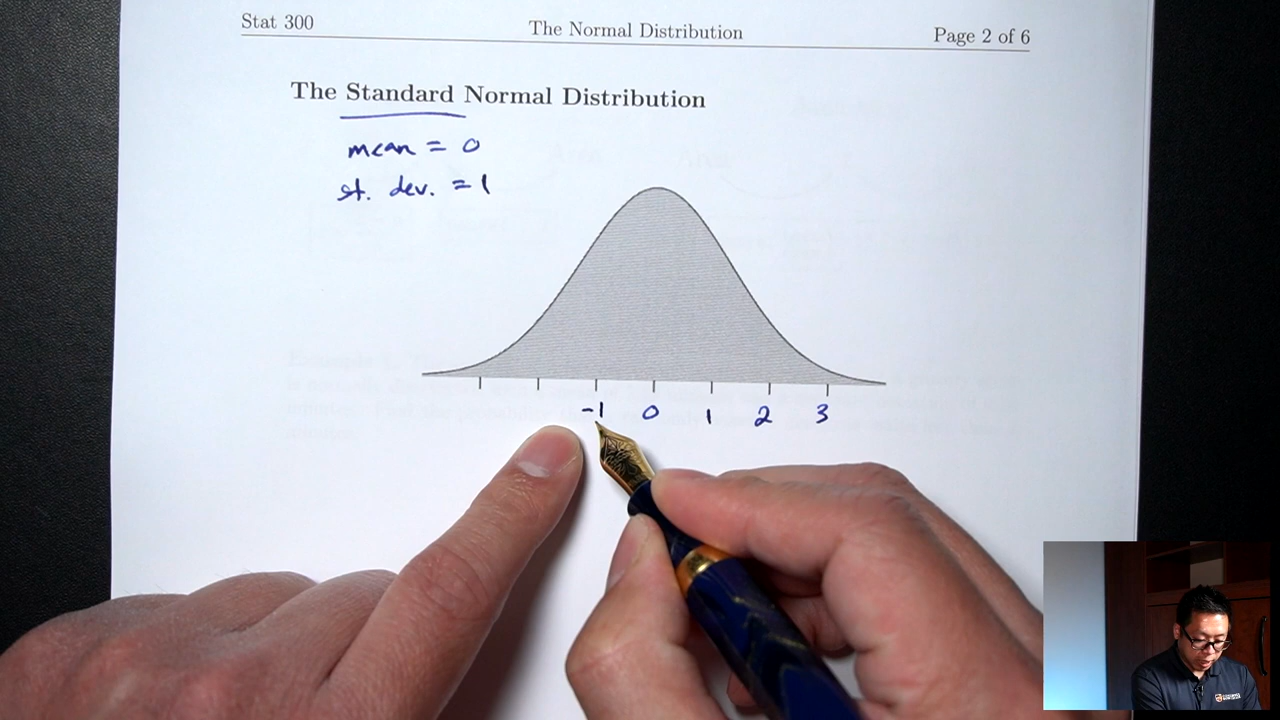 Stat 300 The Normal Distribution Page 2 of 6
The Standard Normal Distribution
mean = 0
st. dev. = 1
-1 0 1 2 3